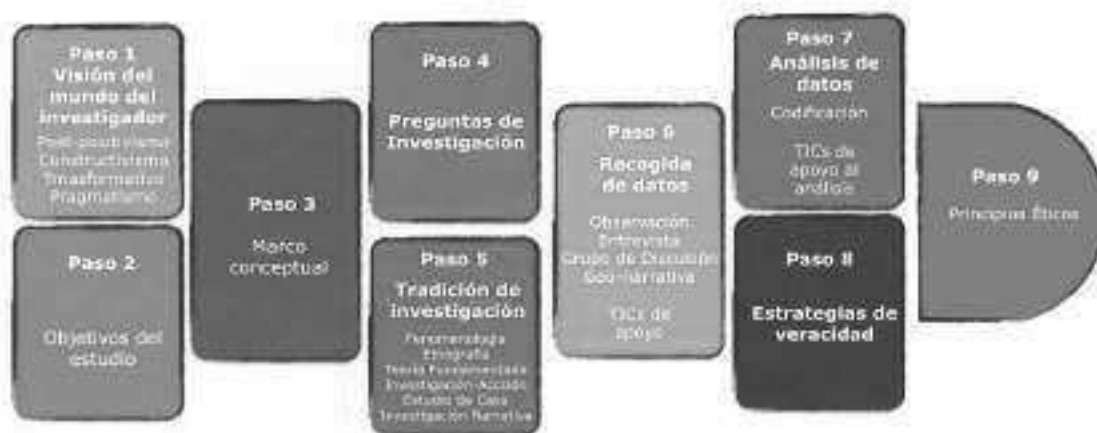 Paso 1
Visión del
mundo del
investigador
Post-positivismo
Constructivismo
Pragmatismo
Paso 2
Objetivos del
estudio
Paso 3
Marco
conceptual
Paso 4
Preguntas de
Investigación
Paso 5
Tradición de
investigación
Fenomenología
Etnografía
Teoría Fundamentada
Investigación-Acción
Estudio de Caso
Investigación Narrativa
Paso 6
Recogida
de datos
Observación
Entrevista
Grupo de Discusión
TICs de
apoyo
Paso 7
Análisis de
datos
Codificación
TICs de
apoyo al
análisis
Paso 8
Estrategias de
veracidad
Paso 9
Principios Éticos